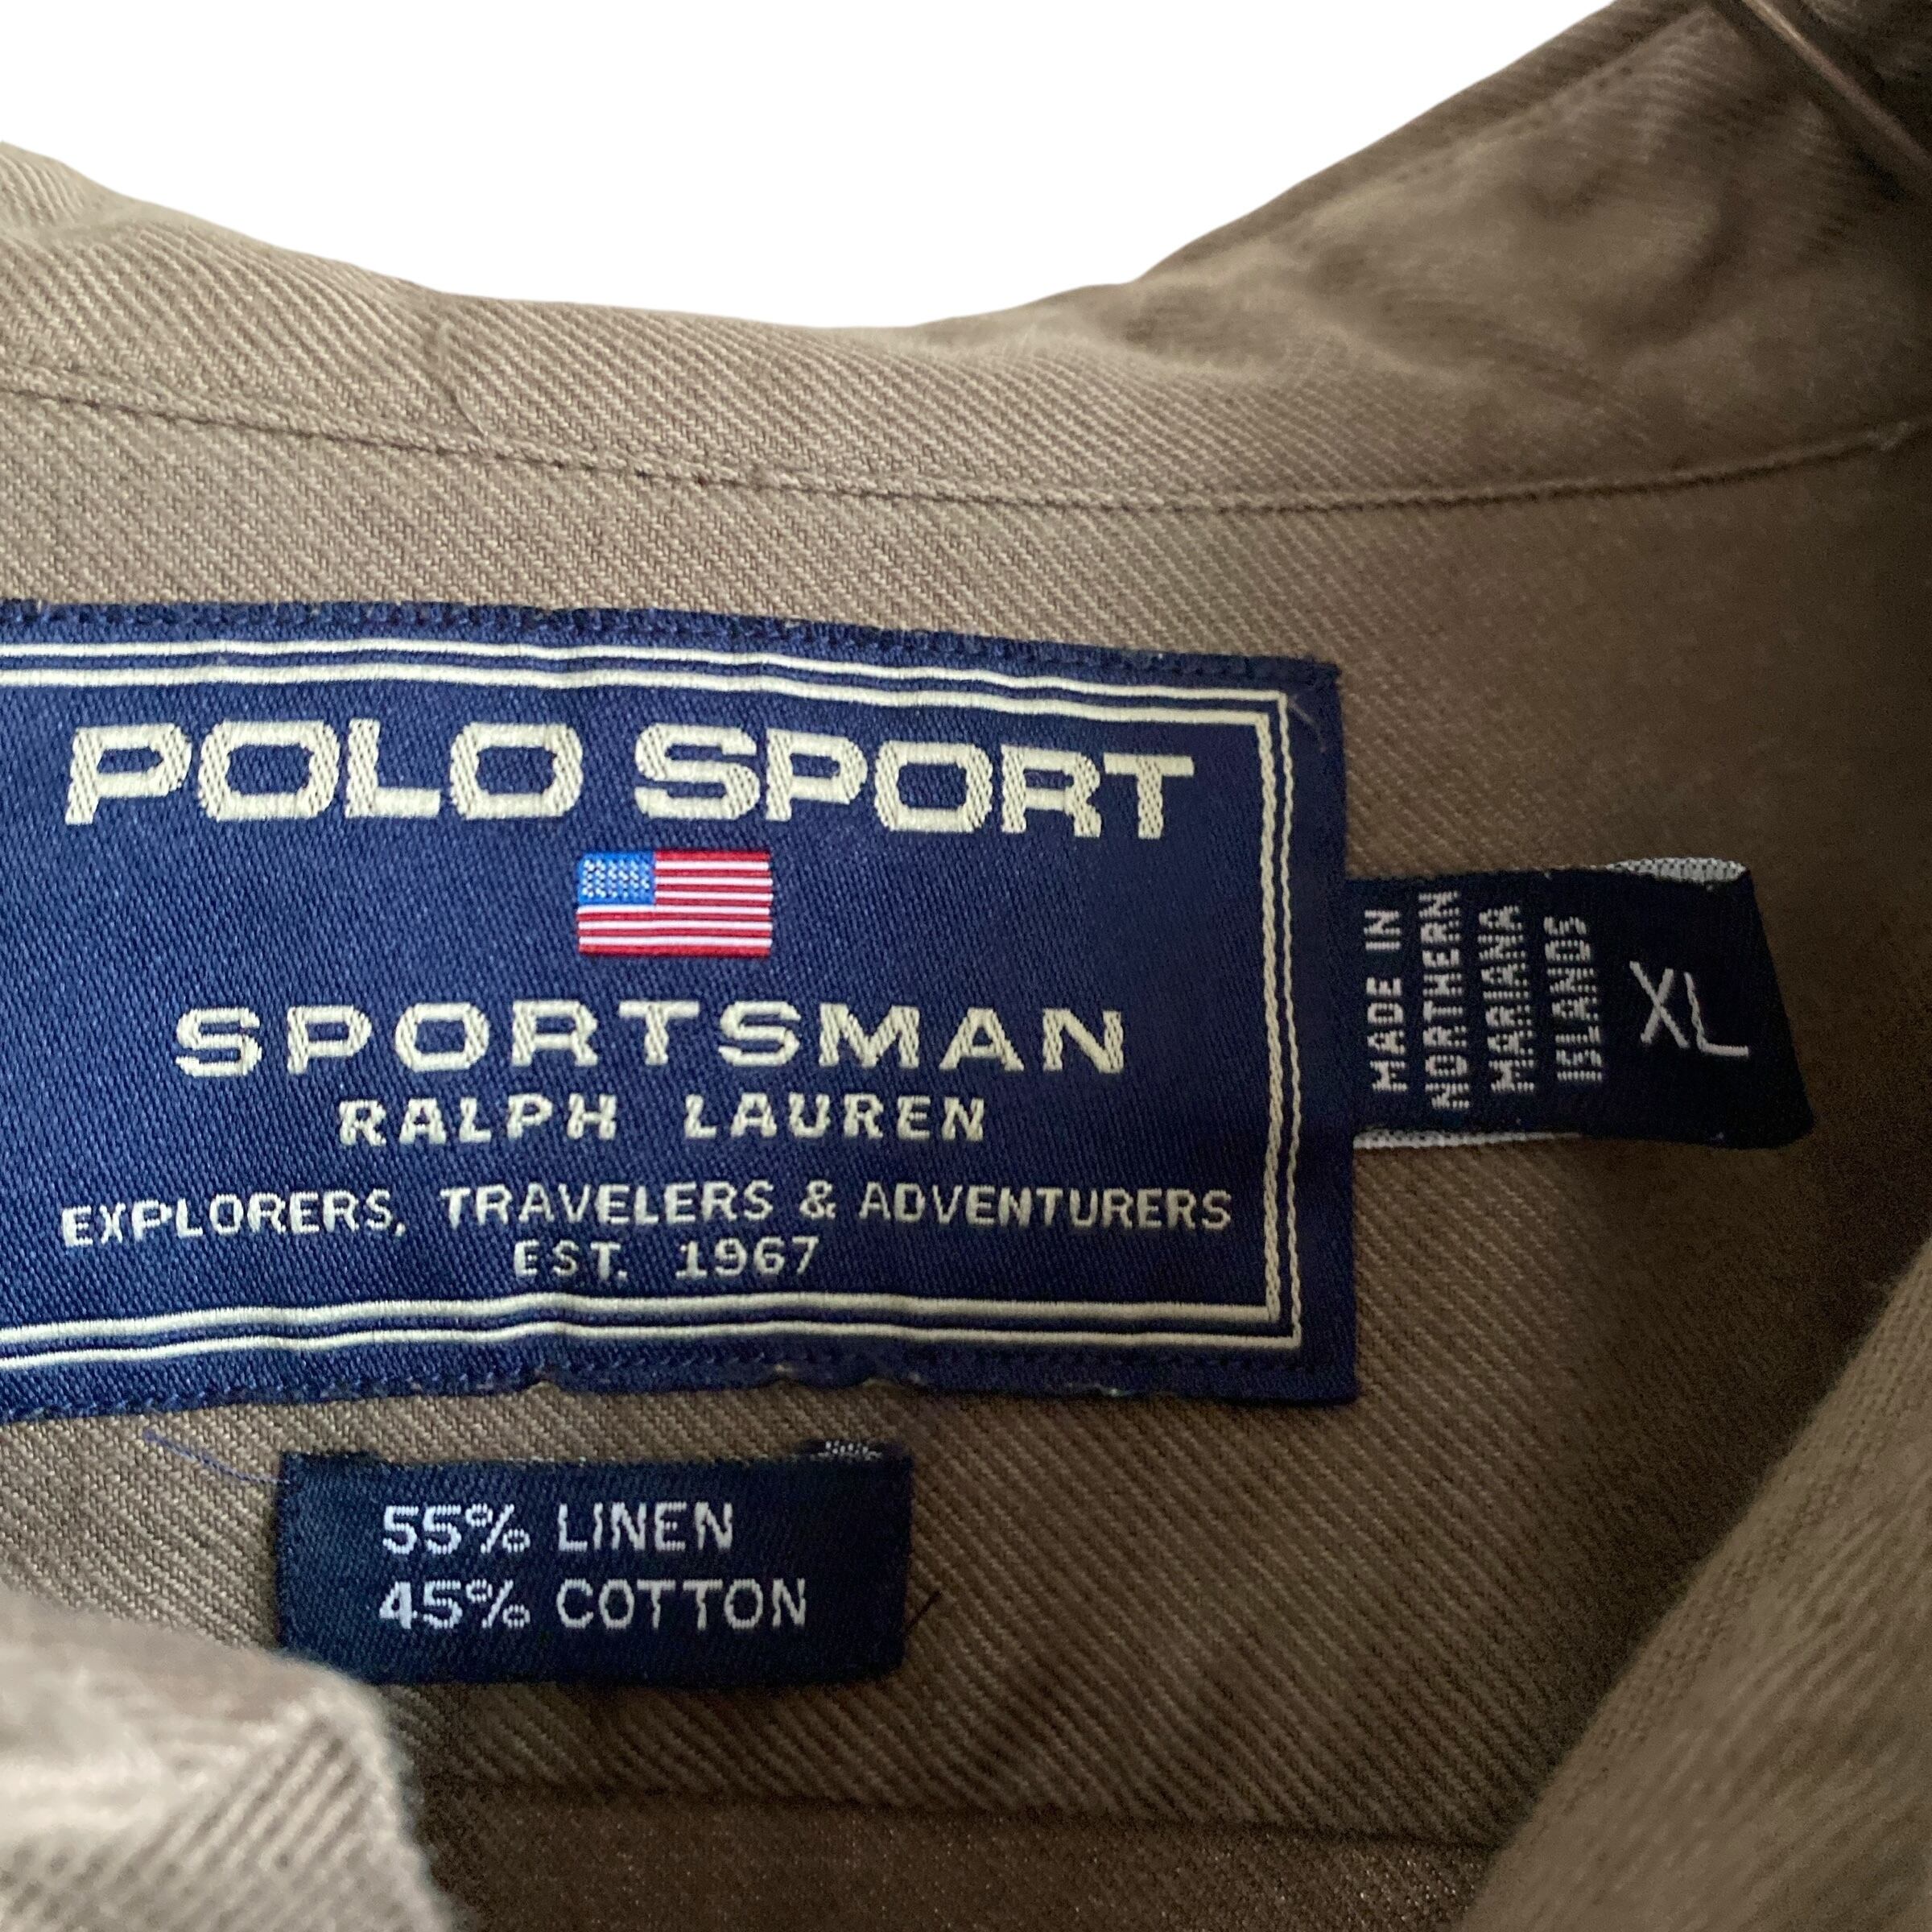 POLO SPORT
SPORTSMAN
RALPH LAUREN
EXPLORERS, TRAVELERS & ADVENTURERS
EST. 1967
MADE IN
NORTHERN
MARIANA
ISLANDS
XL
55% LINEN
45% COTTON